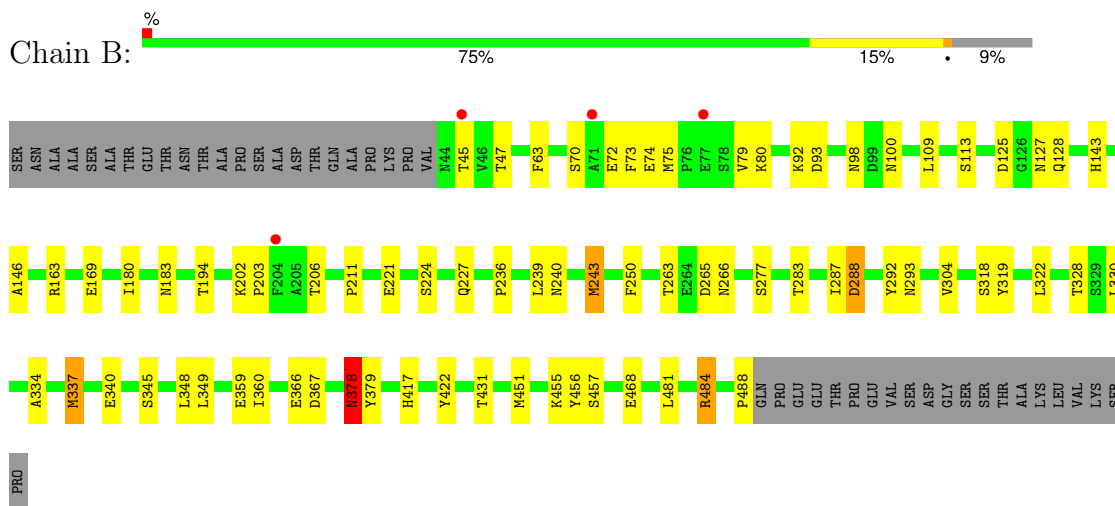 %
Chain B:
75% 15% • 9%
SER ASN ALA ALA SER ALA THR GLU THR ASN THR ALA PRO SER ALA ASP THR GLN ALA PRO LYS PRO VAL N44 T45 V46 T47 F63 S70 A71 E72 F73 E74 M75 P76 E77 S78 V79 K80 K92 D93 N98 D99 N100 L109 S113 D125 G126 N127 Q128 H143
A146 R163 E169 I180 N183 T194 K202 P203 F204 A205 T206 P211 E221 S224 Q227 P236 L239 N240 M243 F250 T263 E264 D265 N266 S277 T283 I287 D288 Y292 N293 V304 S318 Y319 L322 T328 S329 L330
A334 M337 E340 S345 L348 L349 E359 I360 E366 D367 N378 Y379 H417 Y422 T431 M451 K455 Y456 S457 E468 L481 R484 P488 GLN PRO GLU GLU THR PRO GLU VAL SER ASP GLY SER SER THR ALA LYS LEU VAL LYS SER
PRO